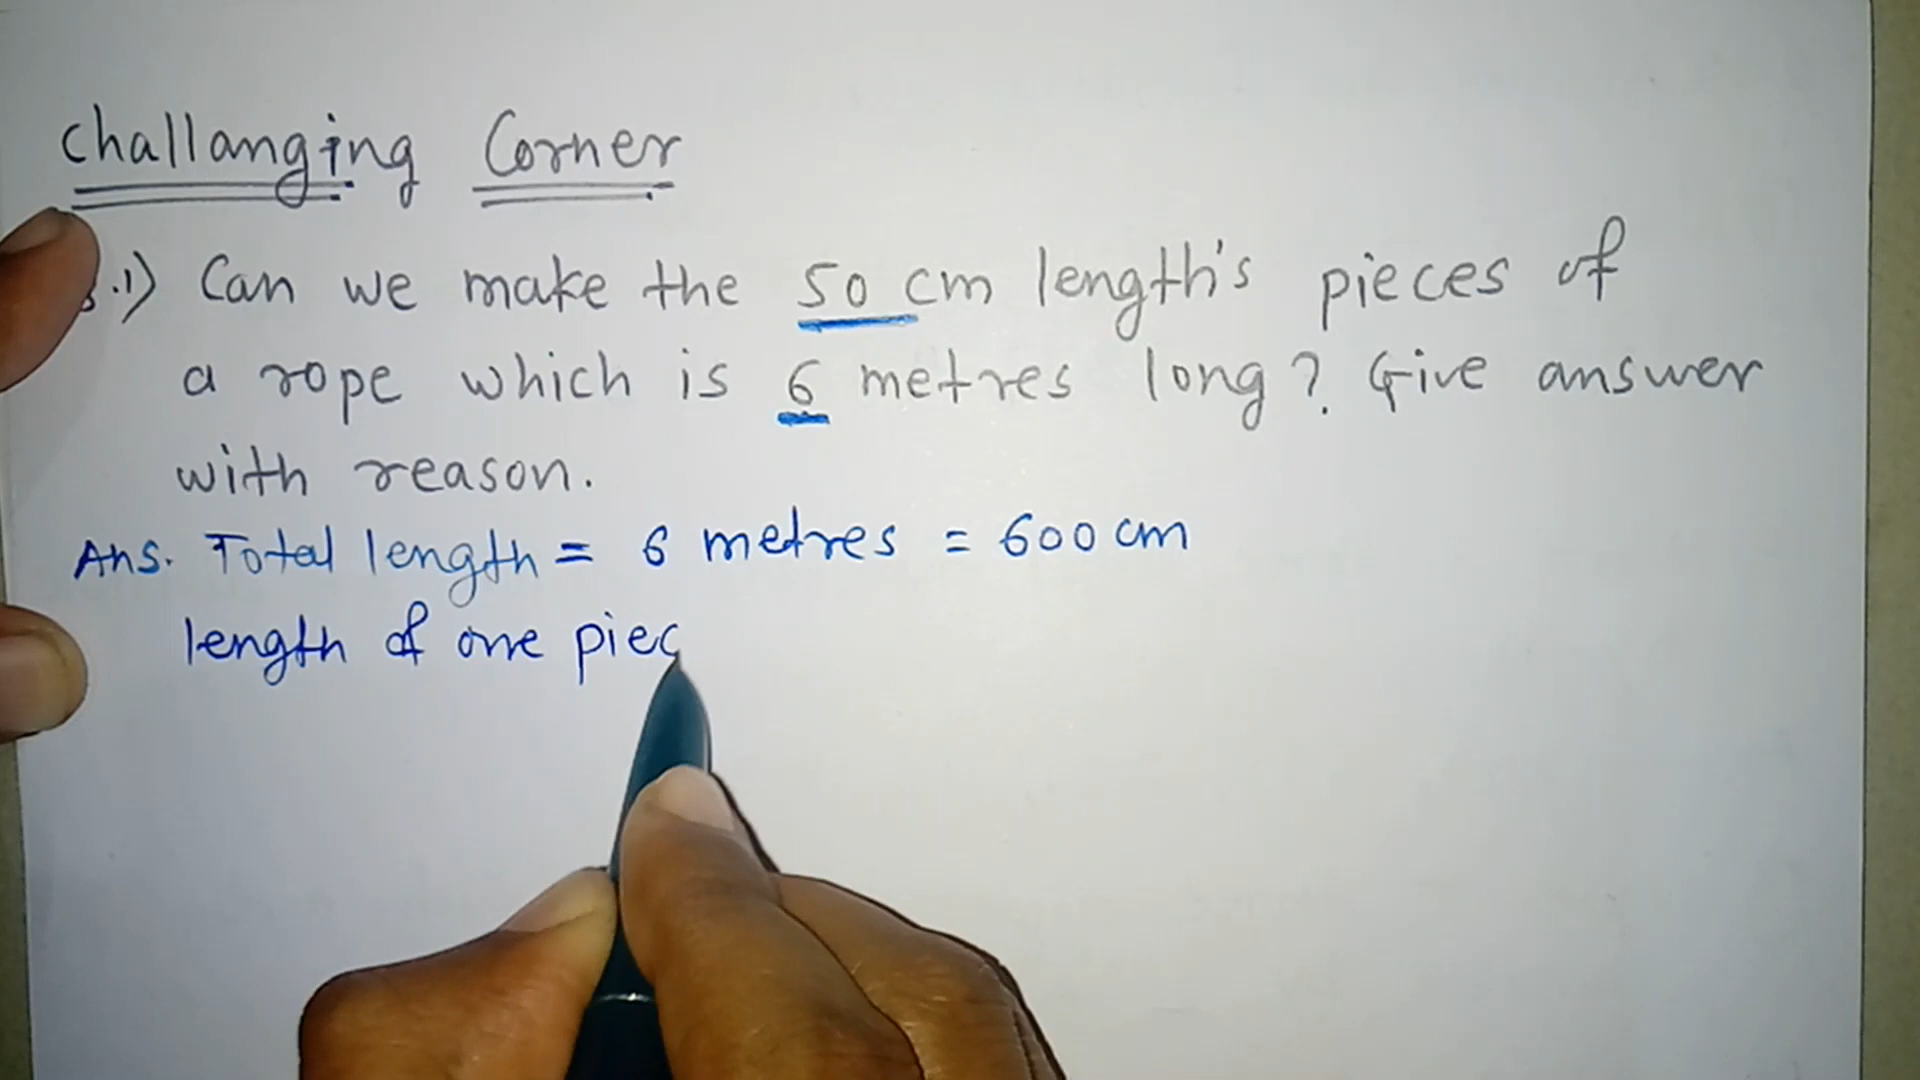 Challanging Corner
.1) Can we make the 50 cm length's pieces of
a rope which is 6 metres long? Give answer
with reason.
Ans. Total length = 6 metres = 600 cm
length of one piec